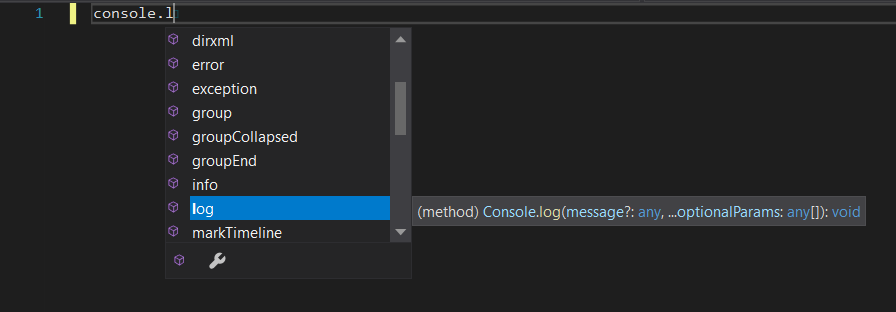 1 console.l
dirxml
error
exception
group
groupCollapsed
groupEnd
info
log (method) Console.log(message?: any, ...optionalParams: any[]): void
markTimeline